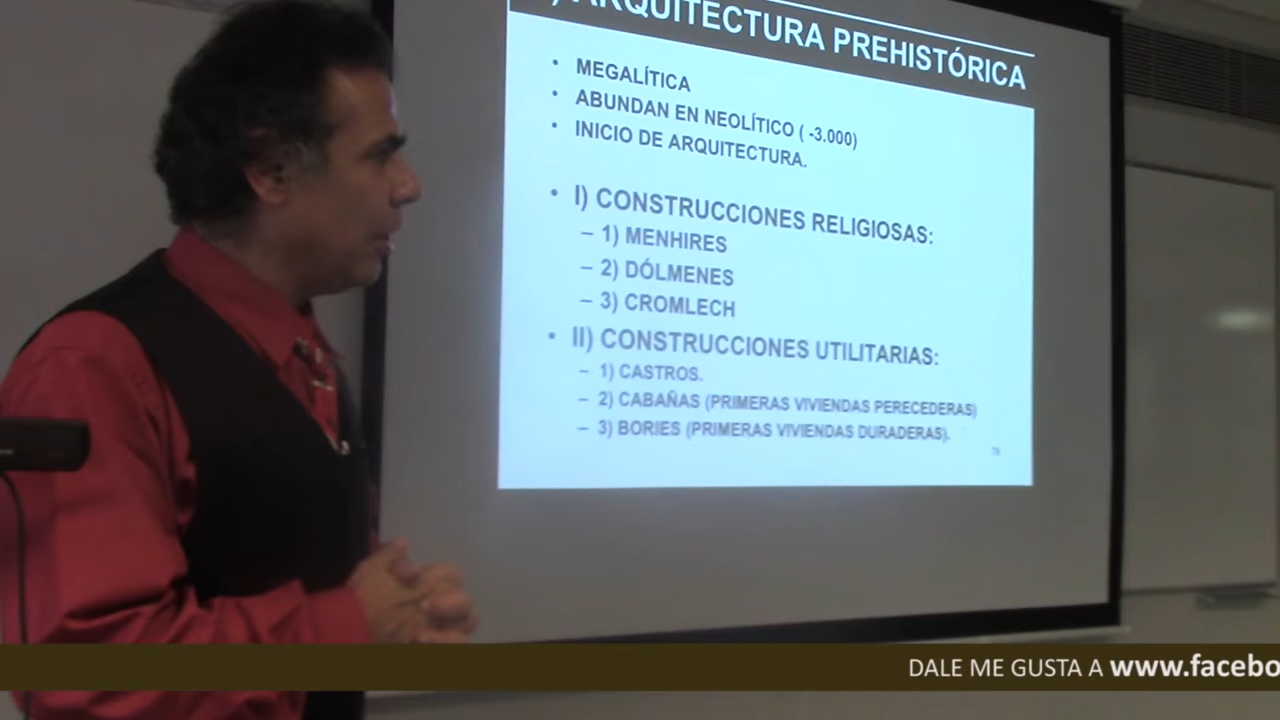 ARQUITECTURA PREHISTÓRICA
• MEGALÍTICA
• ABUNDAN EN NEOLÍTICO ( -3.000)
• INICIO DE ARQUITECTURA.
• I) CONSTRUCCIONES RELIGIOSAS:
– 1) MENHIRES
– 2) DÓLMENES
– 3) CROMLECH
• II) CONSTRUCCIONES UTILITARIAS:
– 1) CASTROS.
– 2) CABAÑAS (PRIMERAS VIVIENDAS PERECEDERAS)
– 3) BORIES (PRIMERAS VIVIENDAS DURADERAS).
DALE ME GUSTA A www.facebo